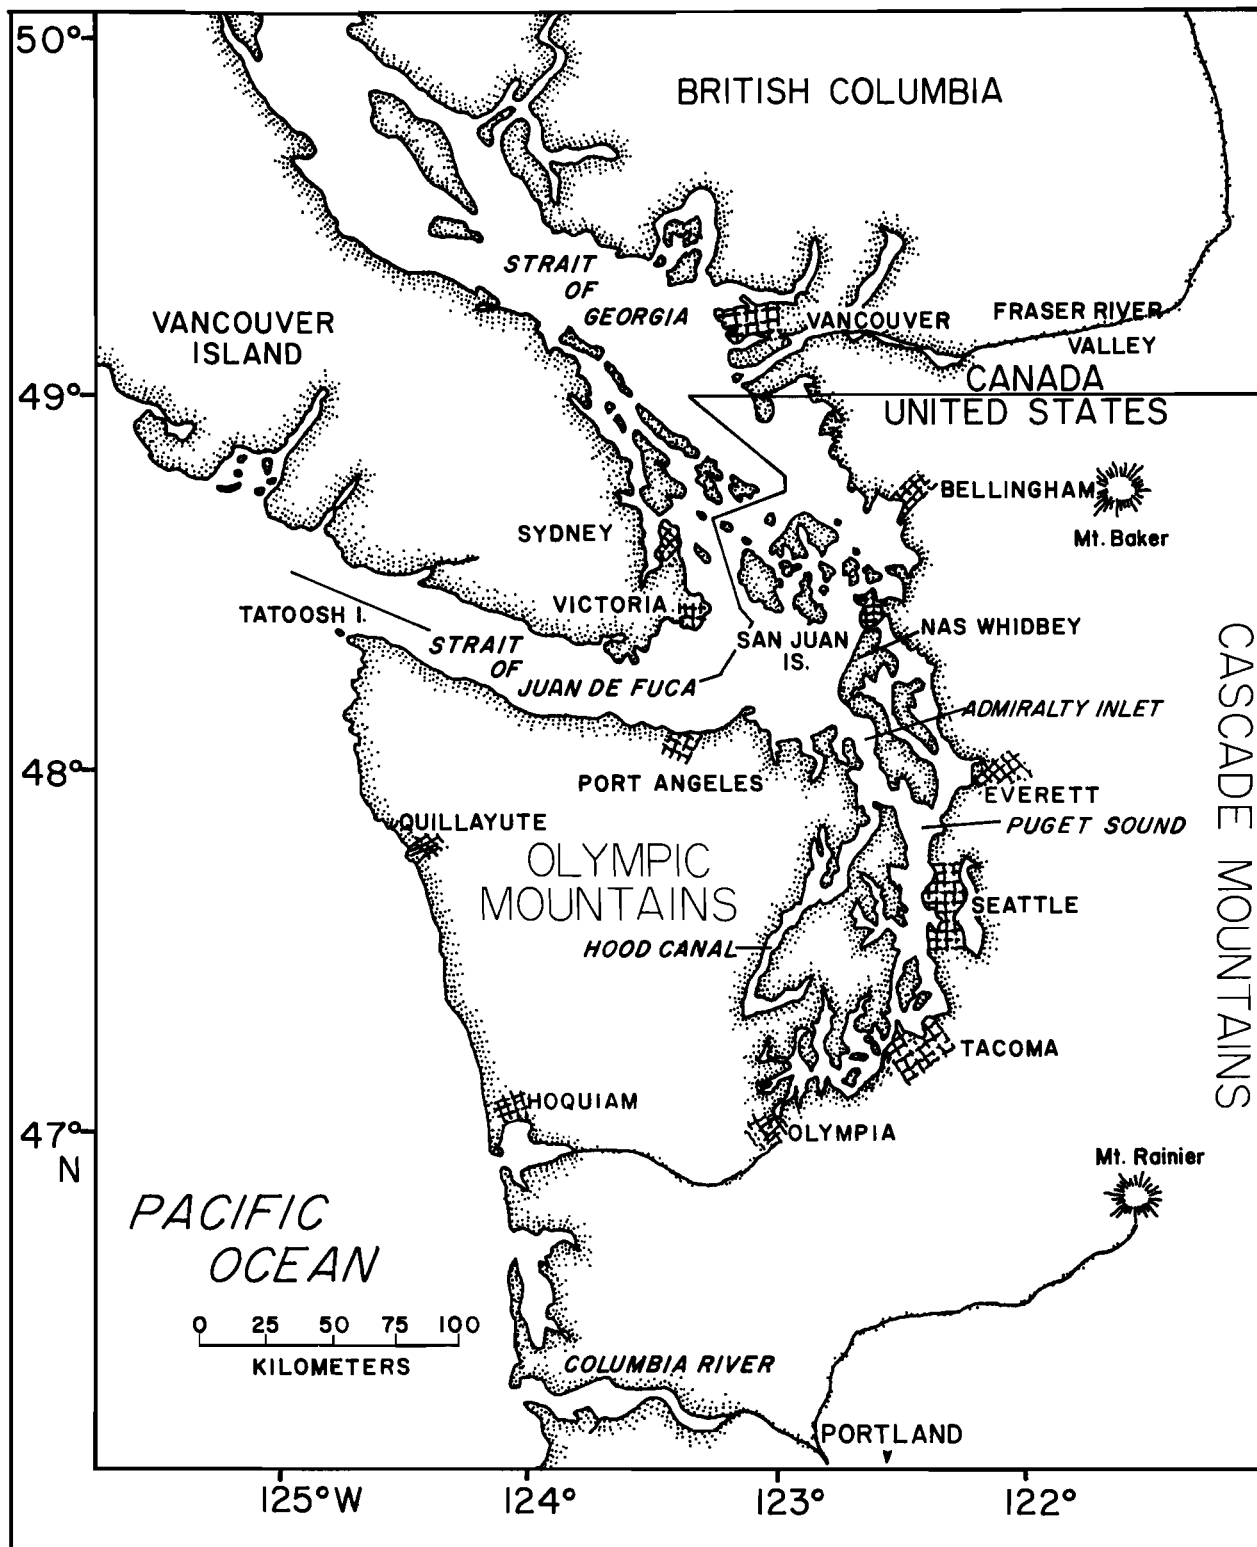 50°
BRITISH COLUMBIA
STRAIT
OF
GEORGIA
VANCOUVER
ISLAND
VANCOUVER
FRASER RIVER
VALLEY
49°
CANADA
UNITED STATES
BELLINGHAM
Mt. Baker
SYDNEY
VICTORIA
TATOOSH I.
STRAIT
OF
JUAN DE FUCA
SAN JUAN
IS.
NAS WHIDBEY
ADMIRALTY INLET
CASCADE MOUNTAINS
48°
PORT ANGELES
EVERETT
PUGET SOUND
QUILLAYUTE
OLYMPIC
MOUNTAINS
SEATTLE
HOOD CANAL
TACOMA
HOQUIAM
OLYMPIA
47°
N
Mt. Rainier
PACIFIC
OCEAN
0 25 50 75 100
KILOMETERS
COLUMBIA RIVER
PORTLAND
125°W 124° 123° 122°